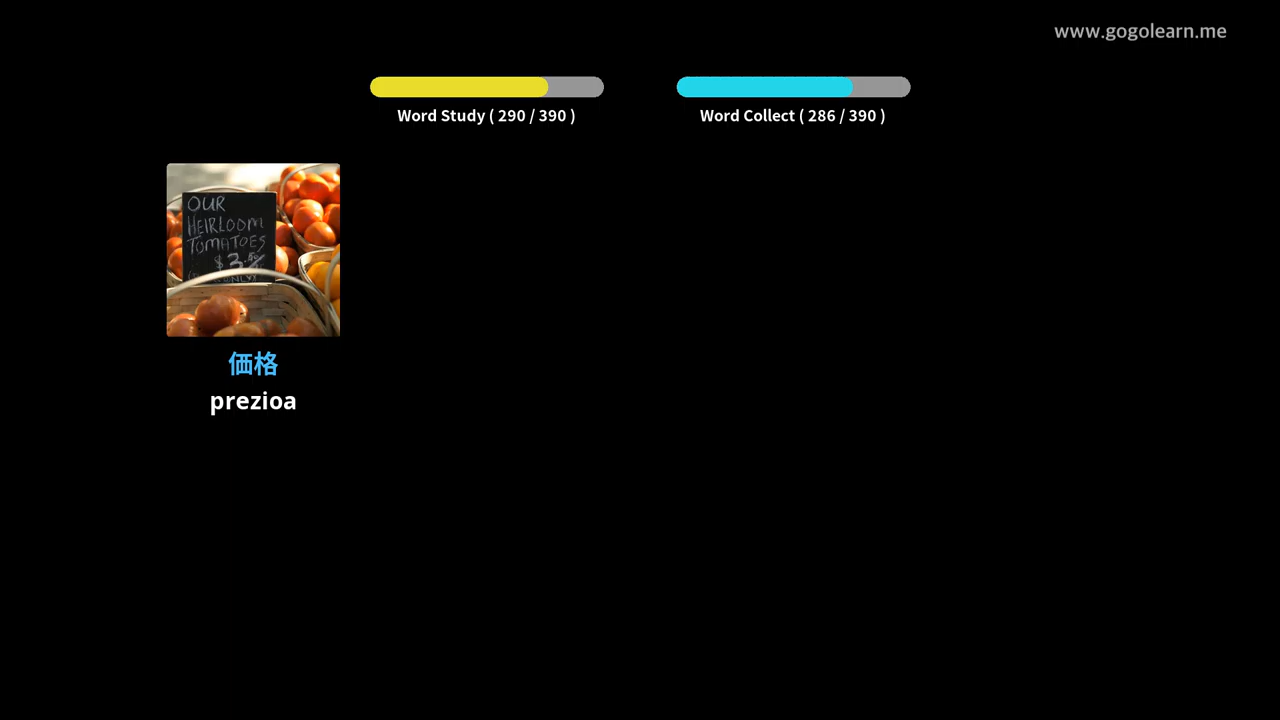 www.gogolearn.me
Word Study ( 290 / 390 )
Word Collect ( 286 / 390 )
OUR
HEIRLOOM
TOMATOES
価格
prezioa